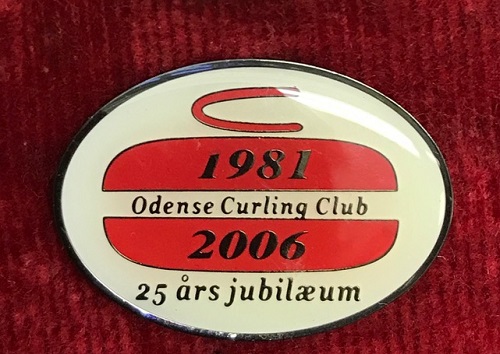 1981
Odense Curling Club
2006
25 års jubilæum